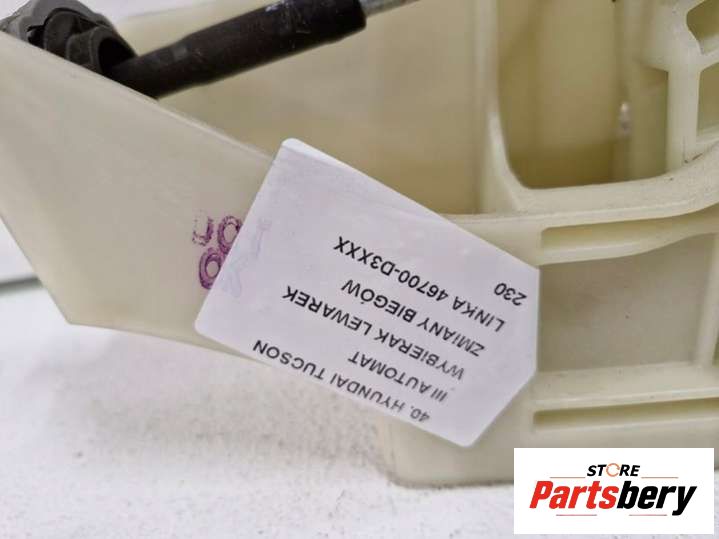 40. HYUNDAI TUCSON
III AUTOMAT
WYBIERAK LEWAREK
ZMIANY BIEGÓW
LINKA 46700-D3XXX
230
STORE
Partsbery